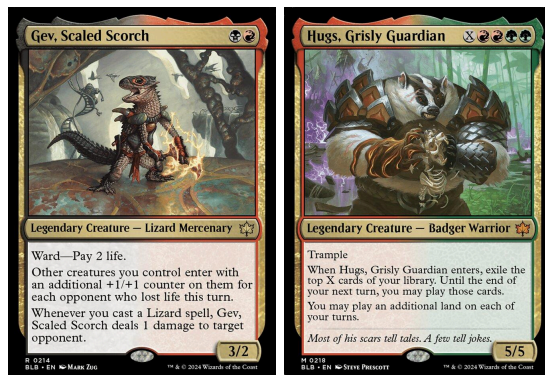 Gev, Scaled Scorch
Legendary Creature — Lizard Mercenary
Ward—Pay 2 life.
Other creatures you control enter with
an additional +1/+1 counter on them for
each opponent who lost life this turn.
Whenever you cast a Lizard spell, Gev,
Scaled Scorch deals 1 damage to target
opponent.
3/2
R 0214
BLB • EN Mark Zug
™ & © 2024 Wizards of the Coast
Hugs, Grisly Guardian
X
Legendary Creature — Badger Warrior
Trample
When Hugs, Grisly Guardian enters, exile the
top X cards of your library. Until the end of
your next turn, you may play those cards.
You may play an additional land on each of
your turns.
Most of his scars tell tales. A few tell jokes.
5/5
M 0218
BLB • EN Steve Prescott
™ & © 2024 Wizards of the Coast